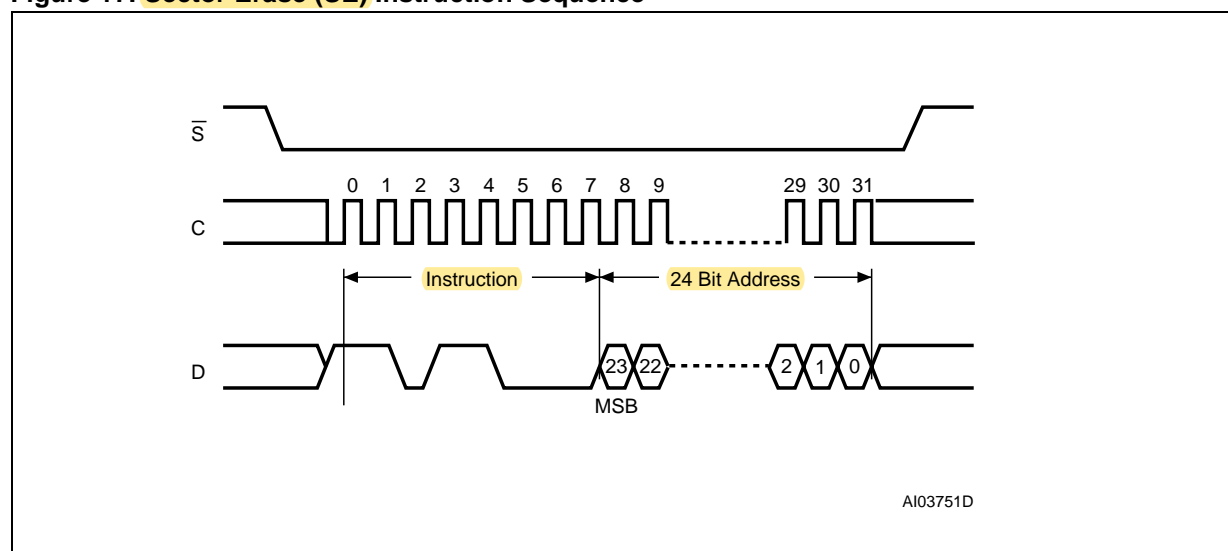 Figure 17. Sector Erase (SE) Instruction Sequence
S
0 1 2 3 4 5 6 7 8 9 29 30 31
C
Instruction 24 Bit Address
D 23 22 2 1 0
MSB
AI03751D